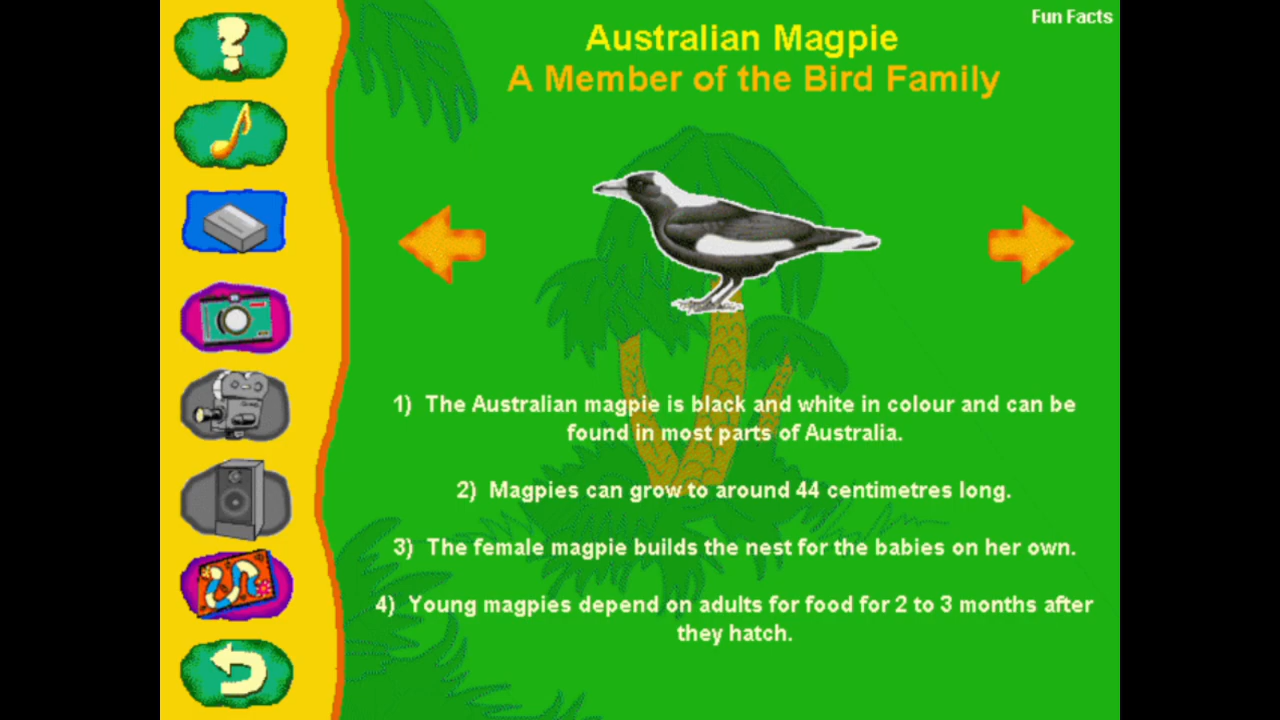 Fun Facts
Australian Magpie
A Member of the Bird Family
1) The Australian magpie is black and white in colour and can be
found in most parts of Australia.
2) Magpies can grow to around 44 centimetres long.
3) The female magpie builds the nest for the babies on her own.
4) Young magpies depend on adults for food for 2 to 3 months after
they hatch.